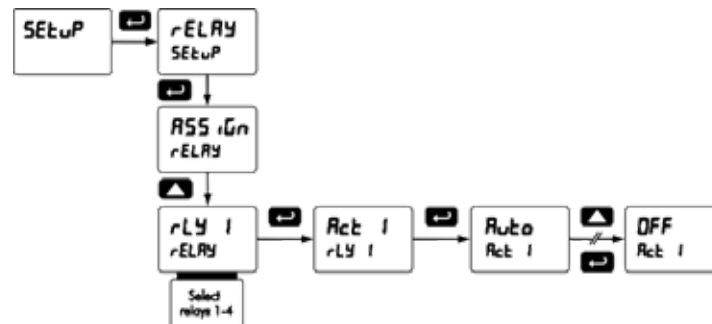 SEtuP
rELAY
SEtuP
ASSiGn
rELAY
rLY 1
rELAY
Act 1
rLY 1
Auto
Act 1
OFF
Act 1
Select
relays 1-4